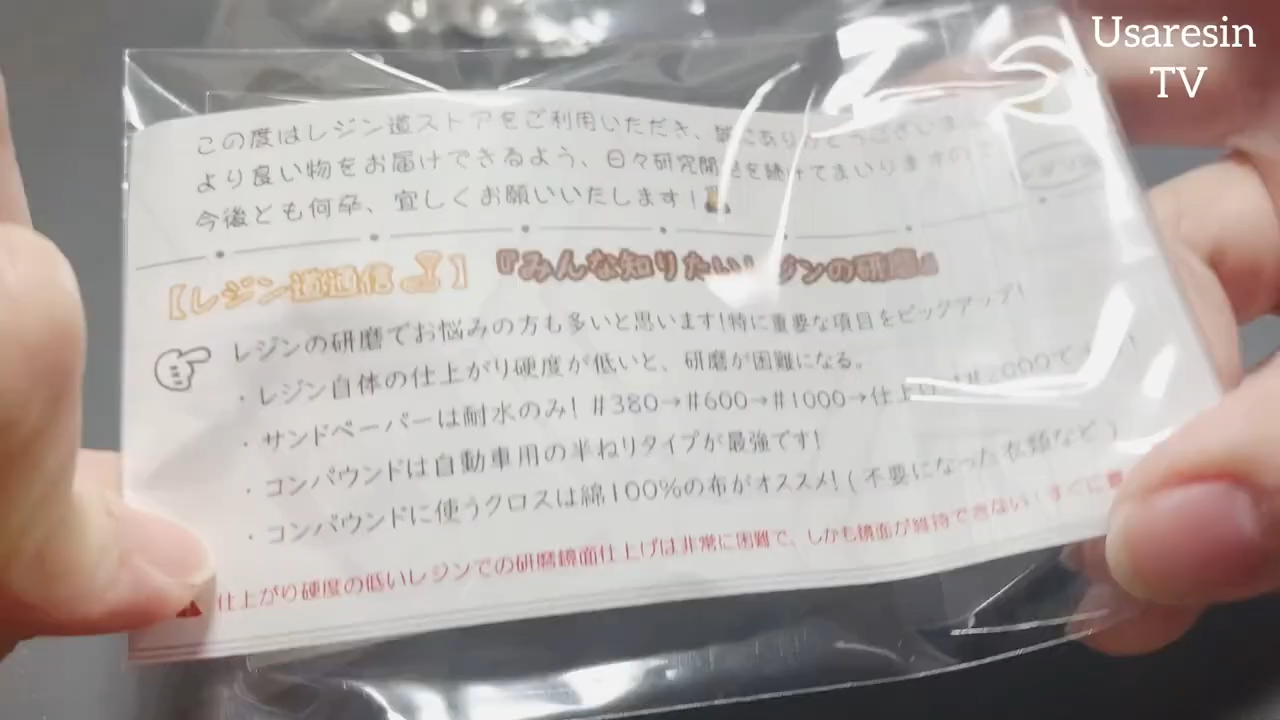 Usaresin
TV
この度はレジン道ストアをご利用いただき、誠にありがとうございま
より良い物をお届けできるよう、日々研究開発を続けてまいりますので
今後とも何卒、宜しくお願いいたします!
【レジン道通信】 『みんな知りたいレジンの研磨』
レジンの研磨でお悩みの方も多いと思います!特に重要な項目をピックアップ!
・レジン自体の仕上がり硬度が低いと、研磨が困難になる。
・サンドペーパーは耐水のみ! #380→#600→#1000→仕上げは#2000で
・コンパウンドは自動車用の半ねりタイプが最強です!
・コンパウンドに使うクロスは綿100%の布がオススメ!(不要になった衣類など)
仕上がり硬度の低いレジンでの研磨鏡面仕上げは非常に困難で、しかも鏡面が維持できない!すぐに